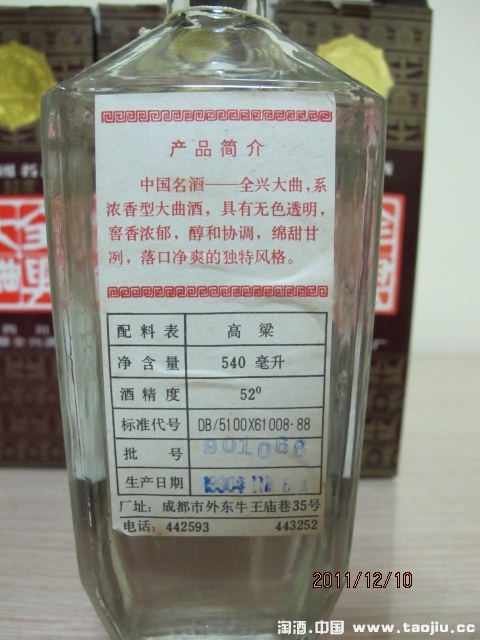 产品简介
中国名酒——全兴大曲，系
浓香型大曲酒，具有无色透明，
窖香浓郁，醇和协调，绵甜甘
冽，落口净爽的独特风格。
配料表 高粱
净含量 540 毫升
酒精度 52⁰
标准代号 DB/5100X61008-88
批号 901066
生产日期
厂址：成都市外东牛王庙巷35号
电话：442593 443252
2011/12/10
淘酒.中国 www.taojiu.cc